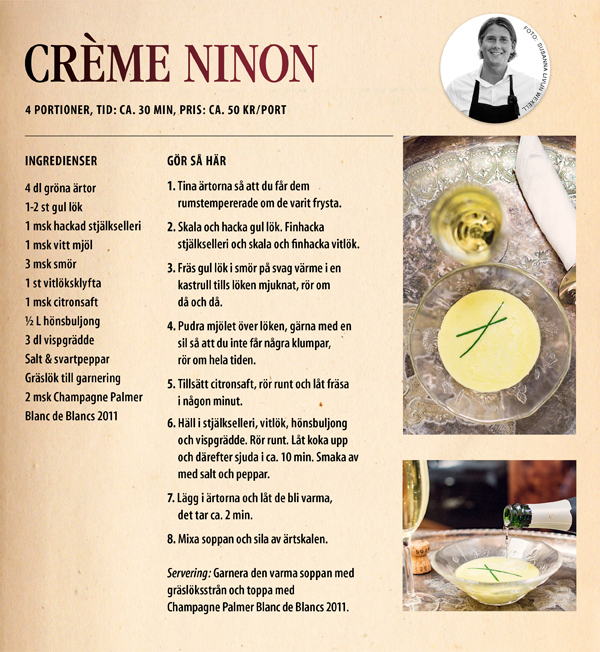 CRÈME NINON
4 PORTIONER, TID: CA. 30 MIN, PRIS: CA. 50 KR/PORT
FOTO: SUSANNA LIVIJN WEXELL
INGREDIENSER
4 dl gröna ärtor
1-2 st gul lök
1 msk hackad stjälkselleri
1 msk vitt mjöl
3 msk smör
1 st vitlöksklyfta
1 msk citronsaft
½ L hönsbuljong
3 dl vispgrädde
Salt & svartpeppar
Gräslök till garnering
2 msk Champagne Palmer
Blanc de Blancs 2011
GÖR SÅ HÄR
1. Tina ärtorna så att du får dem
rumstempererade om de varit frysta.
2. Skala och hacka gul lök. Finhacka
stjälkselleri och skala och finhacka vitlök.
3. Fräs gul lök i smör på svag värme i en
kastrull tills löken mjuknat, rör om
då och då.
4. Pudra mjölet över löken, gärna med en
sil så att du inte får några klumpar,
rör om hela tiden.
5. Tillsätt citronsaft, rör runt och låt fräsa
i någon minut.
6. Häll i stjälkselleri, vitlök, hönsbuljong
och vispgrädde. Rör runt. Låt koka upp
och därefter sjuda i ca. 10 min. Smaka av
med salt och peppar.
7. Lägg i ärtorna och låt de bli varma,
det tar ca. 2 min.
8. Mixa soppan och sila av ärtskalen.
Servering: Garnera den varma soppan med
gräslöksstrån och toppa med
Champagne Palmer Blanc de Blancs 2011.